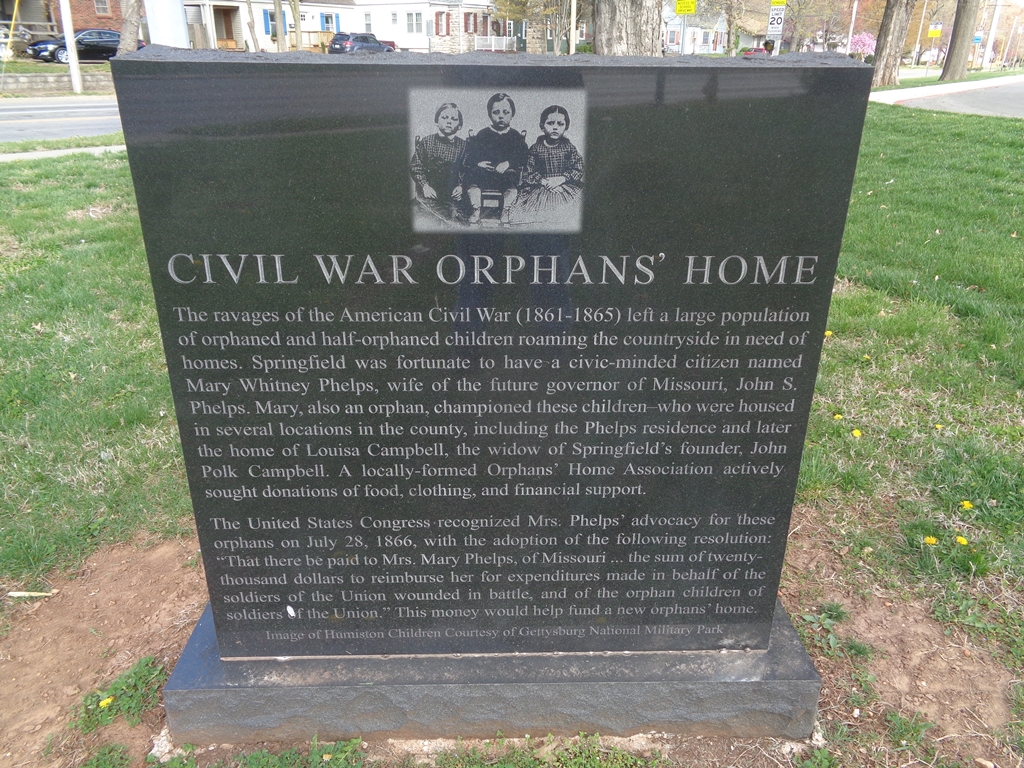 SPEED
LIMIT
20
CIVIL WAR ORPHANS' HOME
The ravages of the American Civil War (1861-1865) left a large population
of orphaned and half-orphaned children roaming the countryside in need of
homes. Springfield was fortunate to have a civic-minded citizen named
Mary Whitney Phelps, wife of the future governor of Missouri, John S.
Phelps. Mary, also an orphan, championed these children–who were housed
in several locations in the county, including the Phelps residence and later
the home of Louisa Campbell, the widow of Springfield's founder, John
Polk Campbell. A locally-formed Orphans' Home Association actively
sought donations of food, clothing, and financial support.
The United States Congress recognized Mrs. Phelps' advocacy for these
orphans on July 28, 1866, with the adoption of the following resolution:
"That there be paid to Mrs. Mary Phelps, of Missouri ... the sum of twenty-
thousand dollars to reimburse her for expenditures made in behalf of the
soldiers of the Union wounded in battle, and of the orphan children of
soldiers of the Union." This money would help fund a new orphans' home.
Image of Humiston Children Courtesy of Gettysburg National Military Park